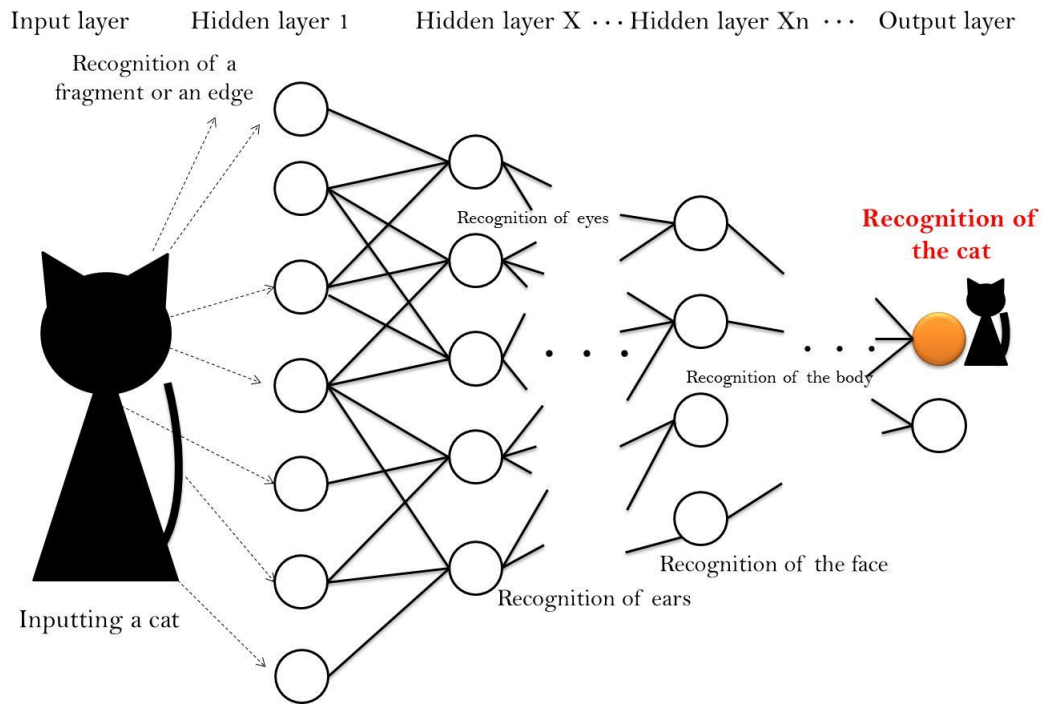 Input layer
Hidden layer 1
Hidden layer X ... Hidden layer Xn ...
Output layer
Recognition of a
fragment or an edge
Recognition of eyes
Recognition of
the cat
Recognition of the body
Recognition of the face
Recognition of ears
Inputting a cat